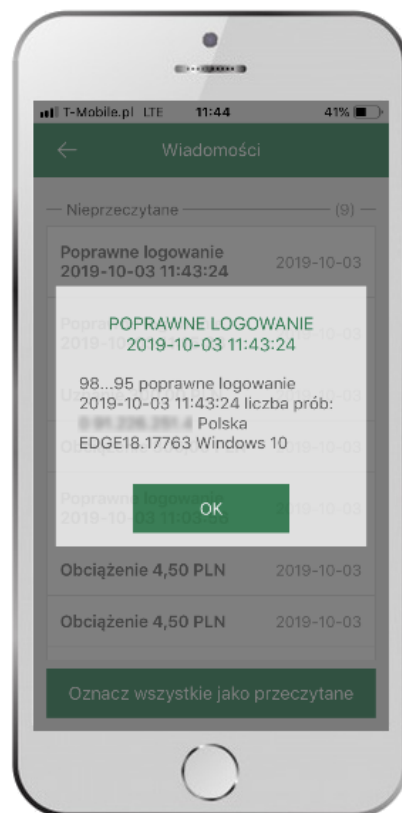 T-Mobile.pl LTE 11:44 41%
Wiadomości
Nieprzeczytane (9)
Poprawne logowanie
2019-10-03 11:43:24 2019-10-03
POPRAWNE LOGOWANIE
2019-10-03 11:43:24
98...95 poprawne logowanie
2019-10-03 11:43:24 liczba prób:
Polska
EDGE18.17763 Windows 10
OK
Poprawne logowanie
Obciążenie 4,50 PLN 2019-10-03
Obciążenie 4,50 PLN 2019-10-03
Oznacz wszystkie jako przeczytane